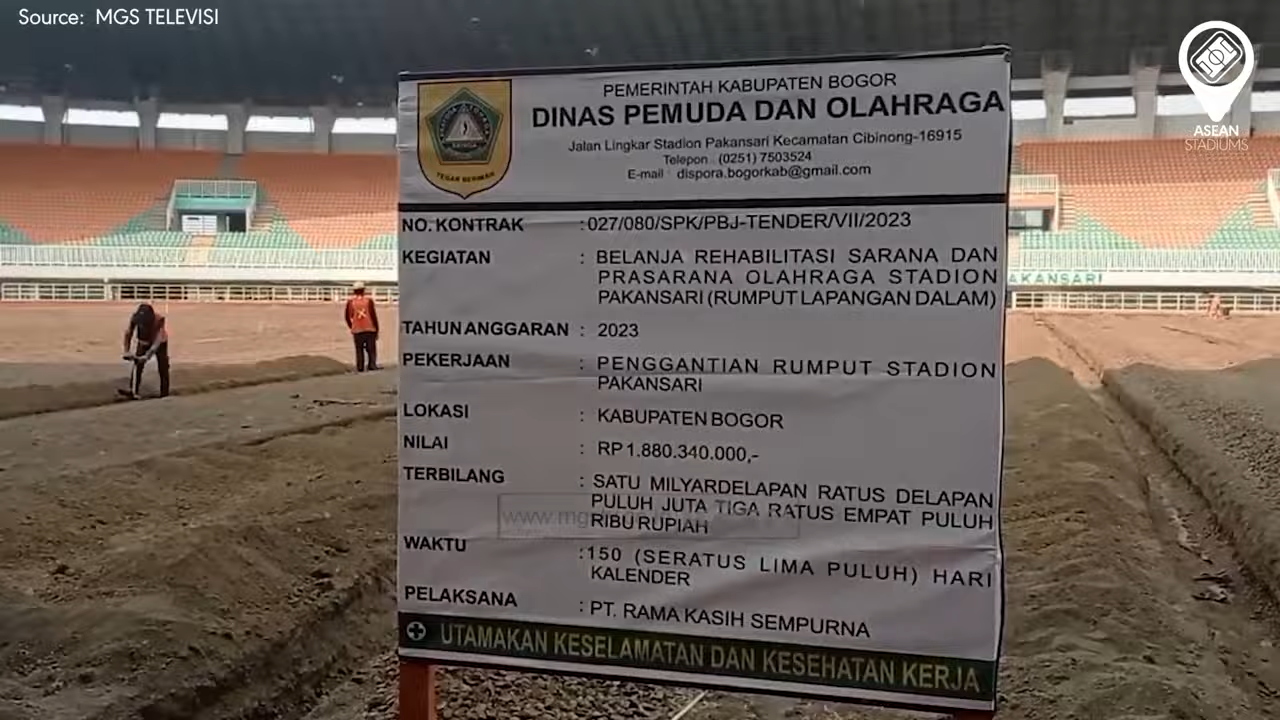 Source: MGS TELEVISI
ASEAN
STADIUMS
PEMERINTAH KABUPATEN BOGOR
DINAS PEMUDA DAN OLAHRAGA
Jalan Lingkar Stadion Pakansari Kecamatan Cibinong-16915
Telepon : (0251) 7503524
E-mail : dispora.bogorkab@gmail.com
TEGAR BERIMAN
NO. KONTRAK : 027/080/SPK/PBJ-TENDER/VII/2023
KEGIATAN : BELANJA REHABILITASI SARANA DAN
PRASARANA OLAHRAGA STADION
PAKANSARI (RUMPUT LAPANGAN DALAM)
AKANSARI
TAHUN ANGGARAN : 2023
PEKERJAAN : PENGGANTIAN RUMPUT STADION
PAKANSARI
LOKASI : KABUPATEN BOGOR
NILAI : RP 1.880.340.000,-
TERBILANG : SATU MILYARDELAPAN RATUS DELAPAN
PULUH JUTA TIGA RATUS EMPAT PULUH
RIBU RUPIAH
WAKTU : 150 (SERATUS LIMA PULUH) HARI
KALENDER
PELAKSANA : PT. RAMA KASIH SEMPURNA
UTAMAKAN KESELAMATAN DAN KESEHATAN KERJA